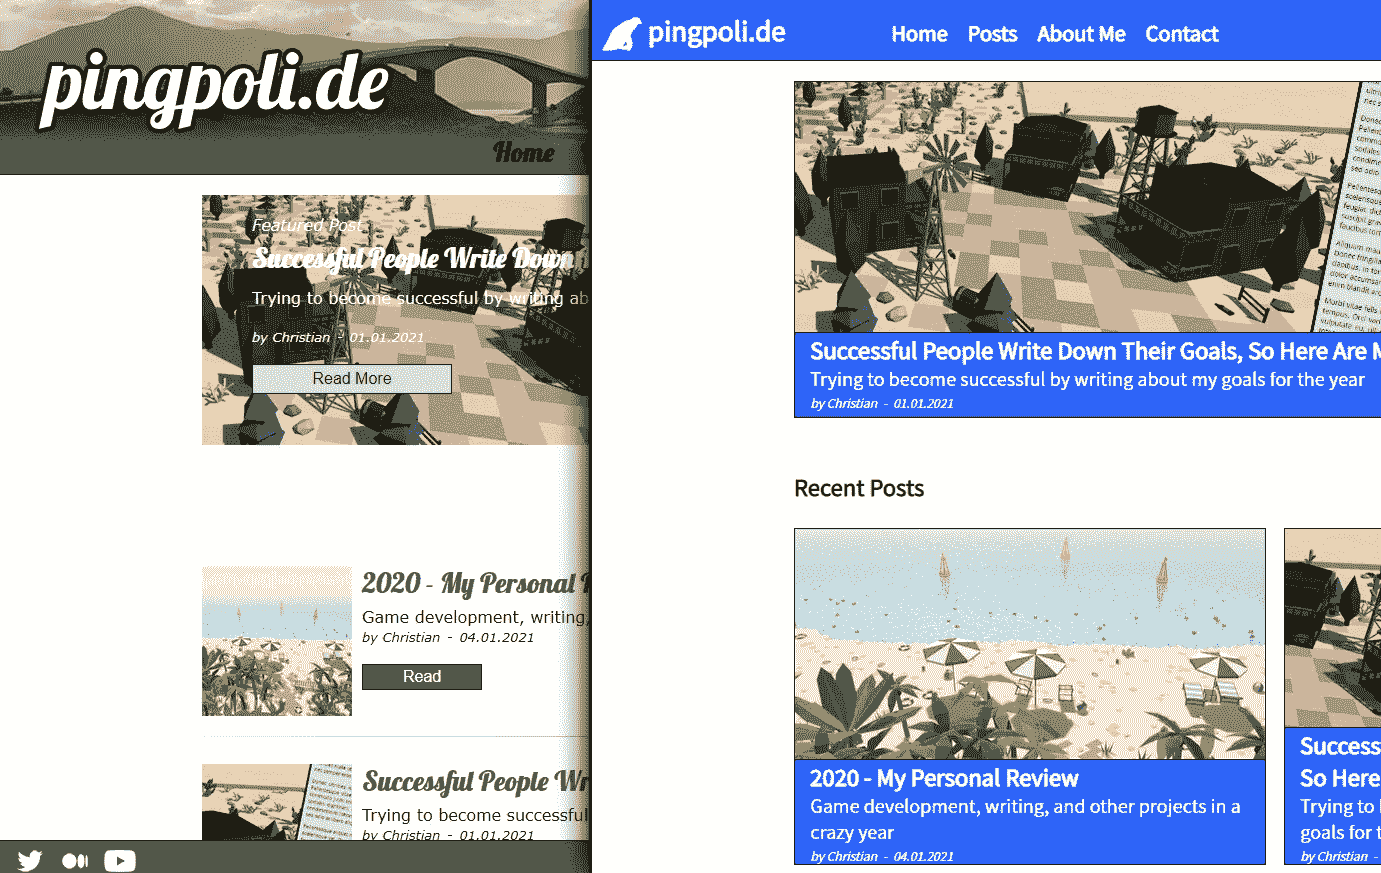 pingpoli.de
Home
Featured Post
Successful People Write Down
Trying to become successful by writing ab
by Christian - 01.01.2021
Read More
2020 - My Personal
Game development, writing,
by Christian - 04.01.2021
Read
Successful People Wr
Trying to become successful
by Christian - 01.01.2021
pingpoli.de
Home Posts About Me Contact
Successful People Write Down Their Goals, So Here Are M
Trying to become successful by writing about my goals for the year
by Christian - 01.01.2021
Recent Posts
2020 - My Personal Review
Game development, writing, and other projects in a
crazy year
by Christian - 04.01.2021
Success
So Here
Trying to
goals for t
by Christian -